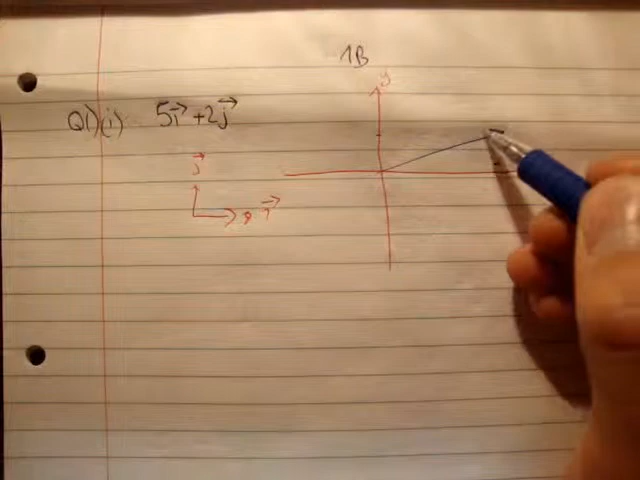 1B
y
Q1)(i) 5i⃗ + 2j⃗
j⃗
i⃗